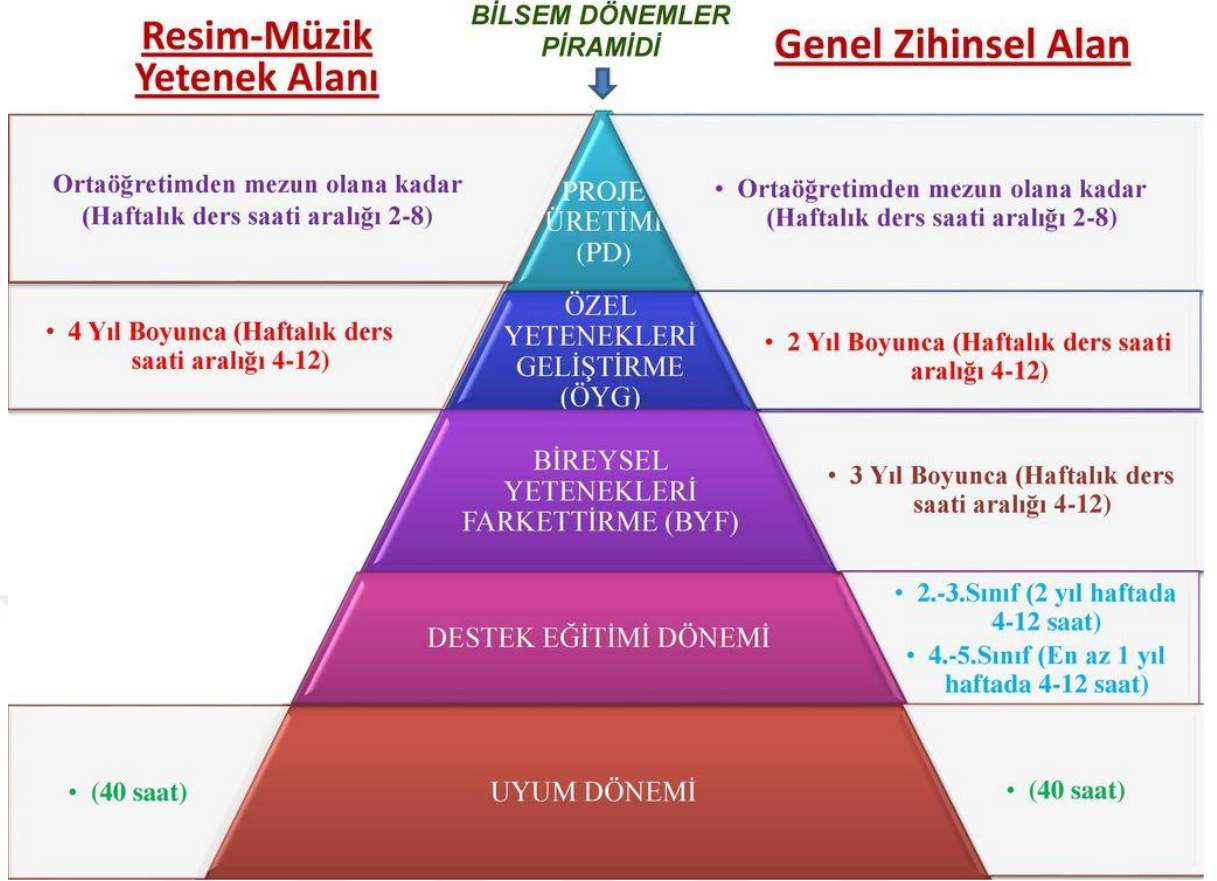 BİLSEM DÖNEMLER
PİRAMİDİ
Resim-Müzik
Yetenek Alanı
Genel Zihinsel Alan
Ortaöğretimden mezun olana kadar
(Haftalık ders saati aralığı 2-8)
PROJE
ÜRETİMİ
(PD)
• Ortaöğretimden mezun olana kadar
(Haftalık ders saati aralığı 2-8)
• 4 Yıl Boyunca (Haftalık ders
saati aralığı 4-12)
ÖZEL
YETENEKLERİ
GELİŞTİRME
(ÖYG)
• 2 Yıl Boyunca (Haftalık ders saati
aralığı 4-12)
BİREYSEL
YETENEKLERİ
FARKETTİRME (BYF)
• 3 Yıl Boyunca (Haftalık ders
saati aralığı 4-12)
DESTEK EĞİTİMİ DÖNEMİ
• 2.-3.Sınıf (2 yıl haftada
4-12 saat)
• 4.-5.Sınıf (En az 1 yıl
haftada 4-12 saat)
• (40 saat)
UYUM DÖNEMİ
• (40 saat)